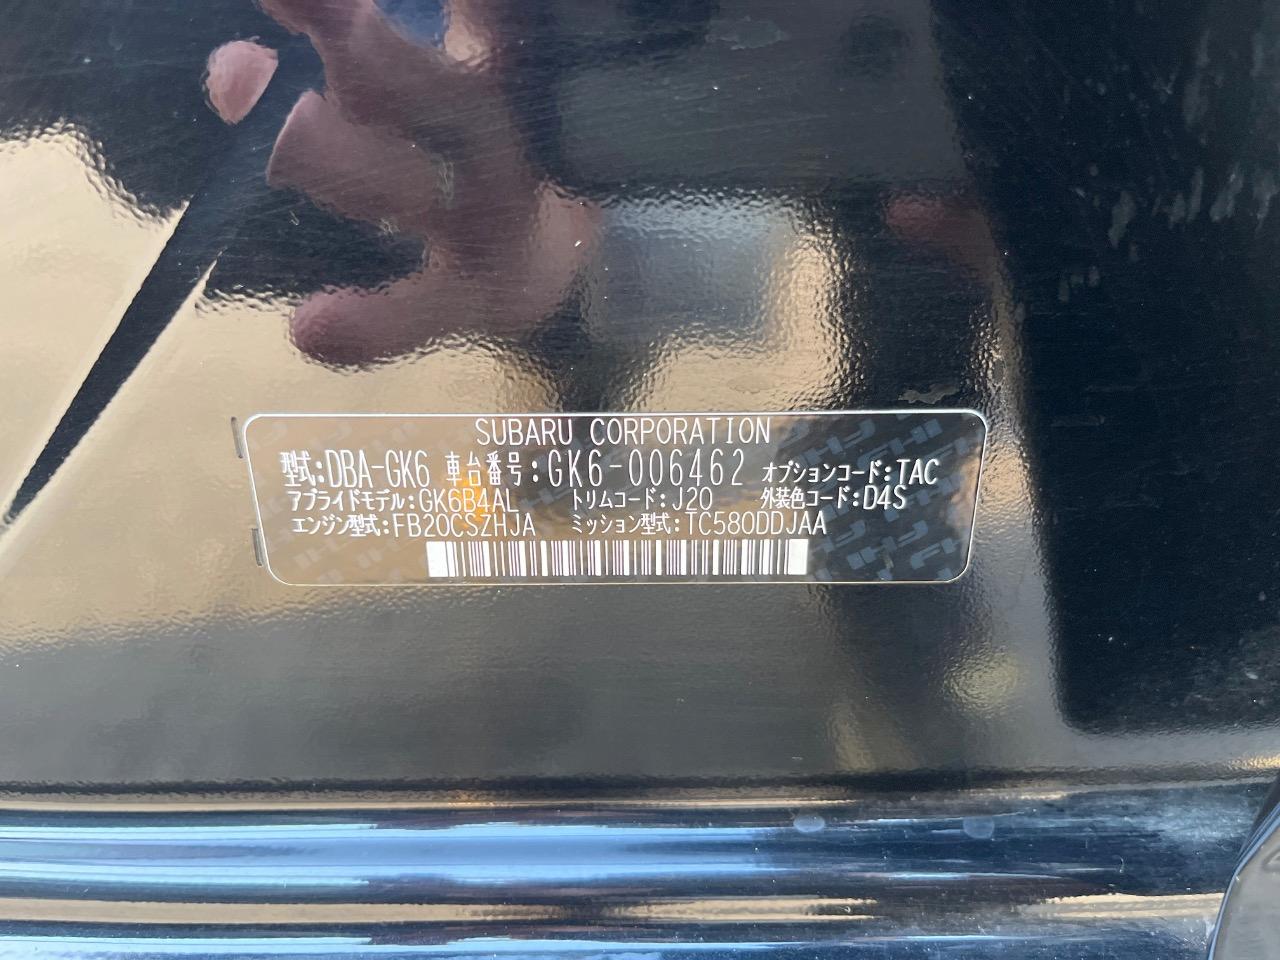 SUBARU CORPORATION
型式:DBA-GK6 車台番号:GK6-006462 オプションコード:TAC
アプライドモデル:GK6B4AL トリムコード:J20 外装色コード:D4S
エンジン型式:FB20CSZHJA ミッション型式:TC580DDJAA